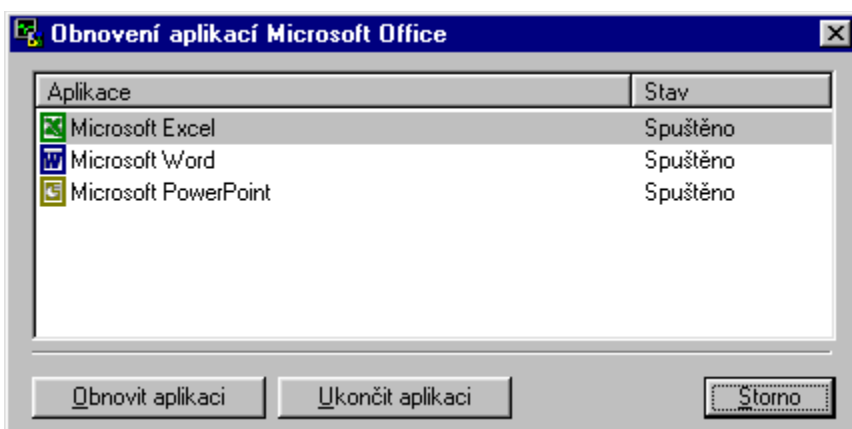 Obnovení aplikací Microsoft Office
Aplikace Stav
Microsoft Excel Spuštěno
Microsoft Word Spuštěno
Microsoft PowerPoint Spuštěno
Obnovit aplikaci Ukončit aplikaci Storno